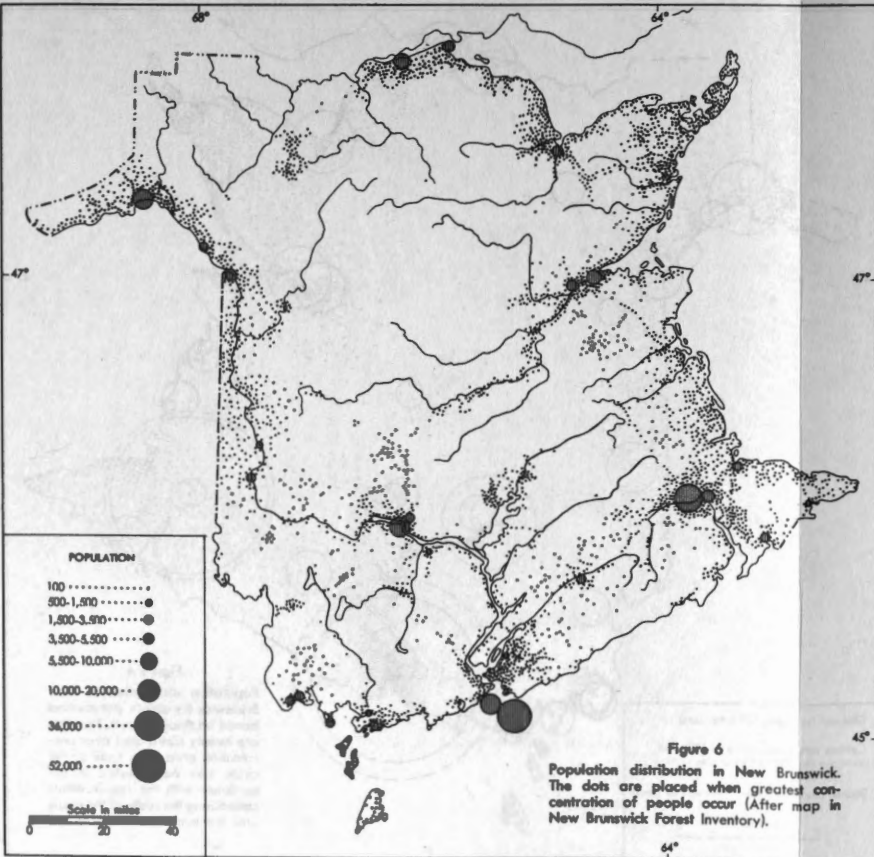 68°
64°
47°
47°
POPULATION
100
500-1,500
1,500-3,500
3,500-5,500
5,500-10,000
10,000-20,000
36,000
52,000
Scale in miles
0 20 40
45°
Figure 6
Population distribution in New Brunswick.
The dots are placed when greatest con-
centration of people occur (After map in
New Brunswick Forest Inventory).
64°